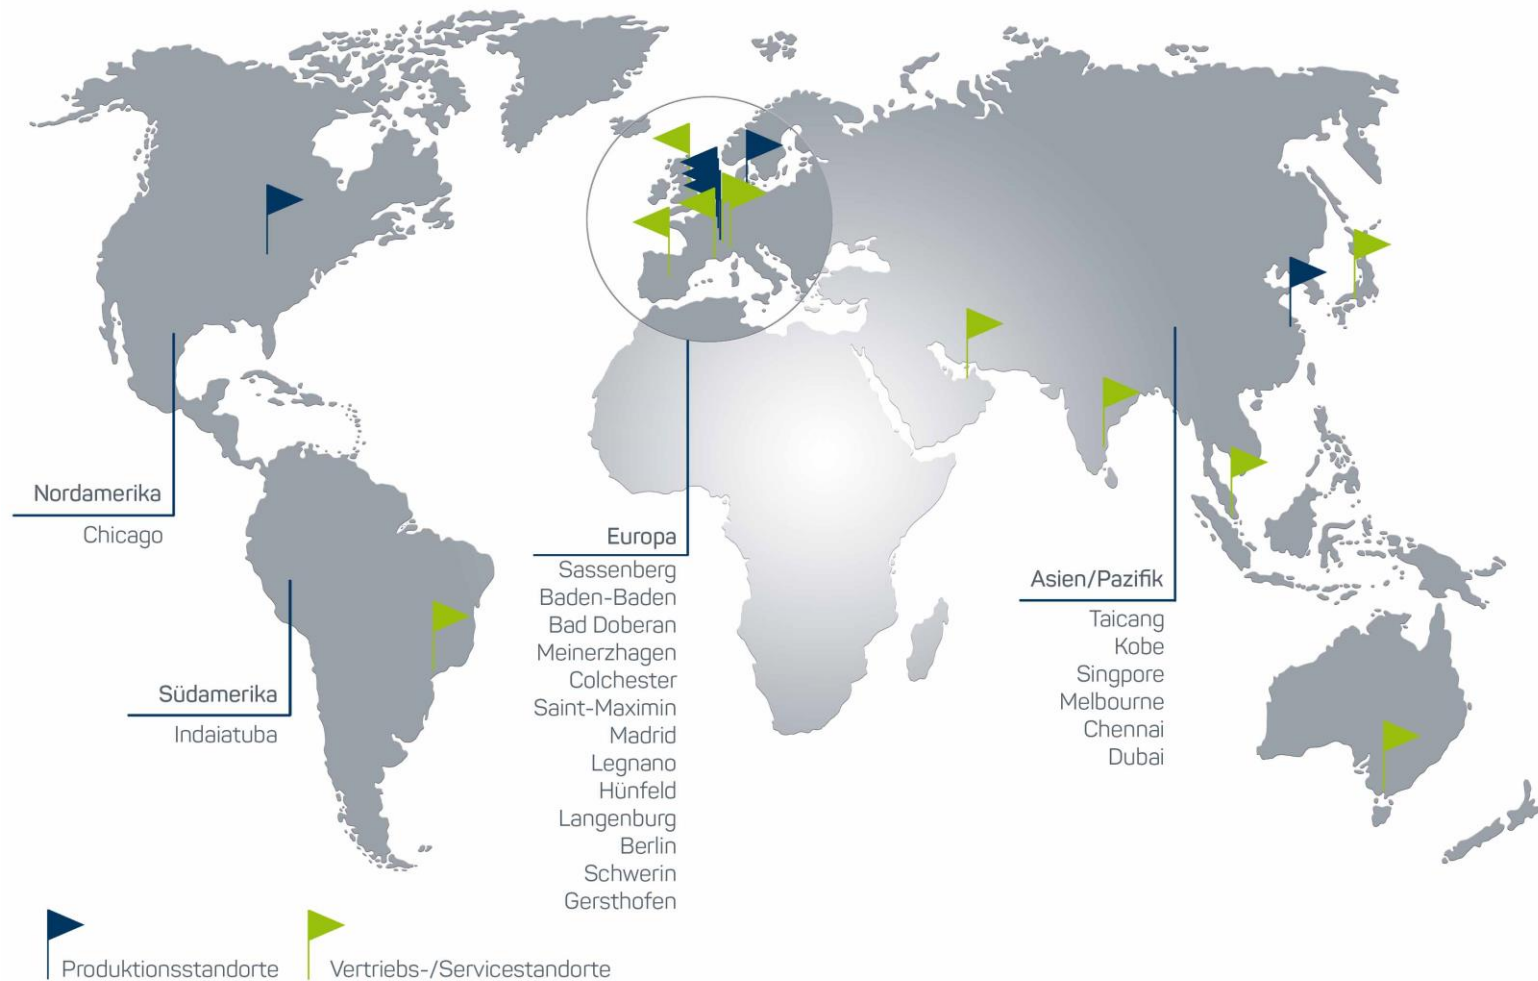 Nordamerika
Chicago
Südamerika
Indaiatuba
Europa
Sassenberg
Baden-Baden
Bad Doberan
Meinerzhagen
Colchester
Saint-Maximin
Madrid
Legnano
Hünfeld
Langenburg
Berlin
Schwerin
Gersthofen
Asien/Pazifik
Taicang
Kobe
Singpore
Melbourne
Chennai
Dubai
Produktionsstandorte
Vertriebs-/Servicestandorte